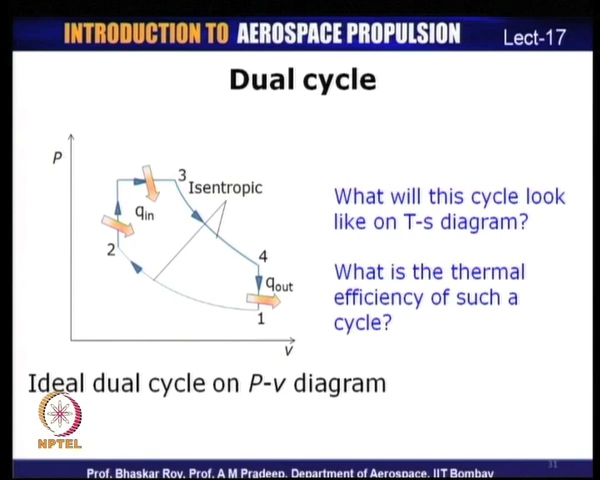 INTRODUCTION TO AEROSPACE PROPULSION
Lect-17
Dual cycle
P
3
Isentropic
qin
2
4
qout
1
v
What will this cycle look
like on T-s diagram?
What is the thermal
efficiency of such a
cycle?
Ideal dual cycle on P-v diagram
NPTEL
31
Prof. Bhaskar Roy, Prof. A M Pradeep, Department of Aerospace, IIT Bombay